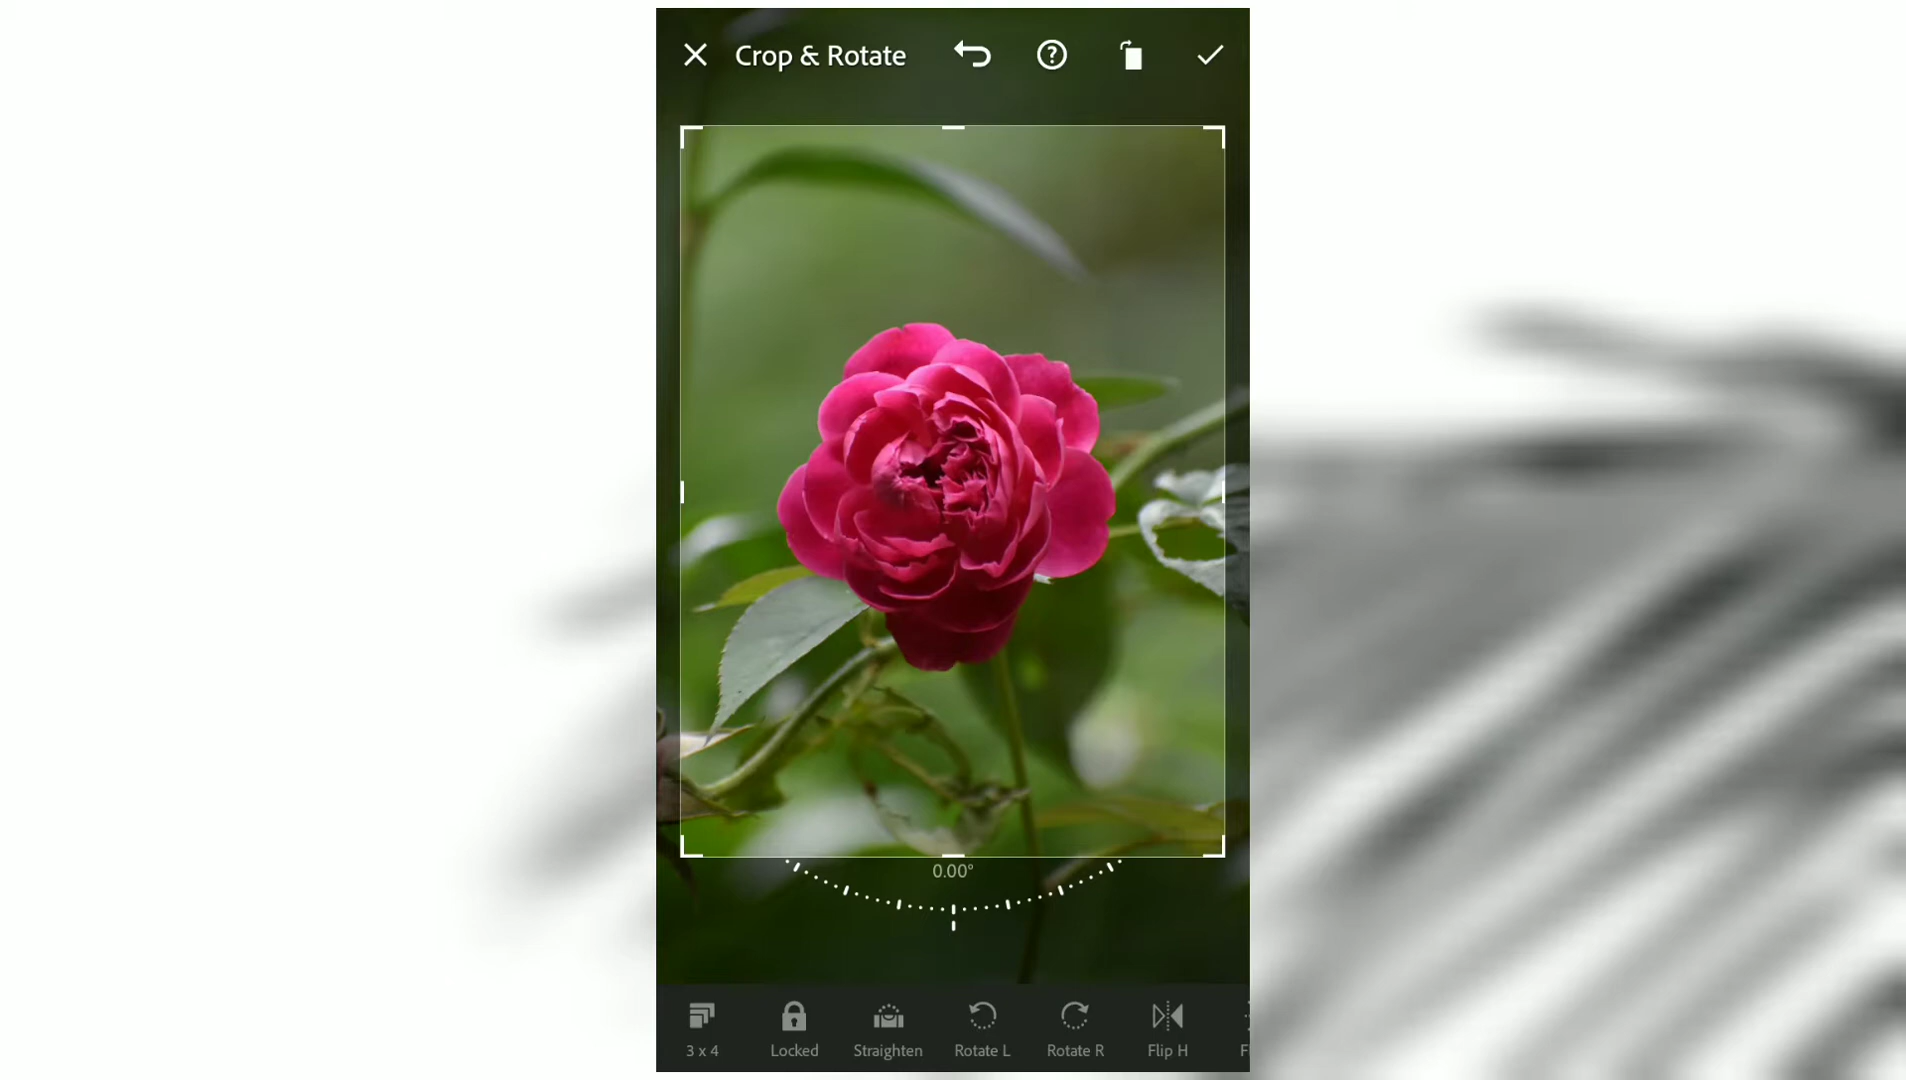 Crop & Rotate
0.00°
3 x 4
Locked
Straighten
Rotate L
Rotate R
Flip H